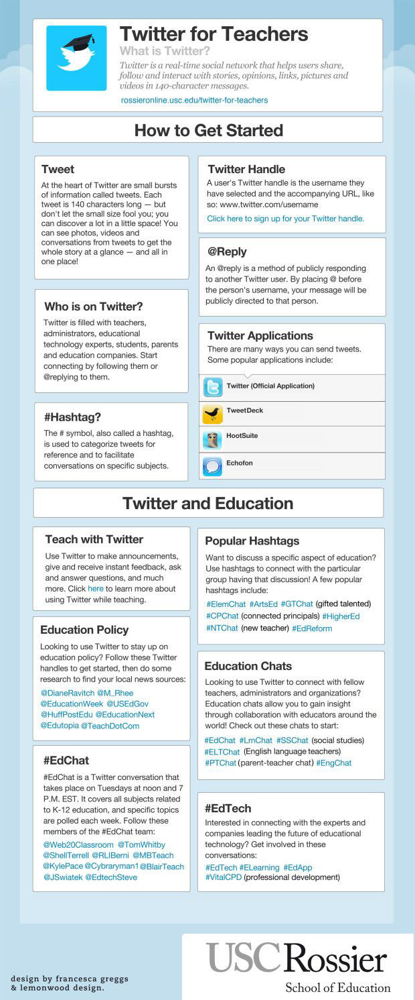 Twitter for Teachers
What is Twitter?
Twitter is a real-time social network that helps users share,
follow and interact with stories, opinions, links, pictures and
videos in 140-character messages.
rossieronline.usc.edu/twitter-for-teachers
How to Get Started
Tweet
At the heart of Twitter are small bursts
of information called tweets. Each
tweet is 140 characters long — but
don't let the small size fool you; you
can discover a lot in a little space! You
can see photos, videos and
conversations from tweets to get the
whole story at a glance — and all in
one place!
Who is on Twitter?
Twitter is filled with teachers,
administrators, educational
technology experts, students, parents
and education companies. Start
connecting by following them or
@replying to them.
#Hashtag?
The # symbol, also called a hashtag,
is used to categorize tweets for
reference and to facilitate
conversations on specific subjects.
Twitter Handle
A user's Twitter handle is the username they
have selected and the accompanying URL, like
so: www.twitter.com/username
Click here to sign up for your Twitter handle.
@Reply
An @reply is a method of publicly responding
to another Twitter user. By placing @ before
the person's username, your message will be
publicly directed to that person.
Twitter Applications
There are many ways you can send tweets.
Some popular applications include:
Twitter (Official Application)
TweetDeck
HootSuite
Echofon
Twitter and Education
Teach with Twitter
Use Twitter to make announcements,
give and receive instant feedback, ask
and answer questions, and much
more. Click here to learn more about
using Twitter while teaching.
Education Policy
Looking to use Twitter to stay up on
education policy? Follow these Twitter
handles to get started, then do some
research to find your local news sources:
@DianeRavitch @M_Rhee
@EducationWeek @USEdGov
@HuffPostEdu @EducationNext
@Edutopia @TeachDotCom
#EdChat
#EdChat is a Twitter conversation that
takes place on Tuesdays at noon and 7
P.M. EST. It covers all subjects related
to K-12 education, and specific topics
are polled each week. Follow these
members of the #EdChat team:
@Web20Classroom @TomWhitby
@ShellTerrell @RLIBerni @MBTeach
@KylePace @Cybraryman1 @BlairTeach
@JSwiatek @EdtechSteve
Popular Hashtags
Want to discuss a specific aspect of education?
Use hashtags to connect with the particular
group having that discussion! A few popular
hashtags include:
#ElemChat #ArtsEd #GTChat (gifted talented)
#CPChat (connected principals) #HigherEd
#NTChat (new teacher) #EdReform
Education Chats
Looking to use Twitter to connect with fellow
teachers, administrators and organizations?
Education chats allow you to gain insight
through collaboration with educators around the
world! Check out these chats to start:
#EdChat #LrnChat #SSChat (social studies)
#ELTChat (English language teachers)
#PTChat (parent-teacher chat) #EngChat
#EdTech
Interested in connecting with the experts and
companies leading the future of educational
technology? Get involved in these
conversations:
#EdTech #ELearning #EdApp
#VitalCPD (professional development)
design by francesca greggs
& lemonwood design.
USC Rossier
School of Education